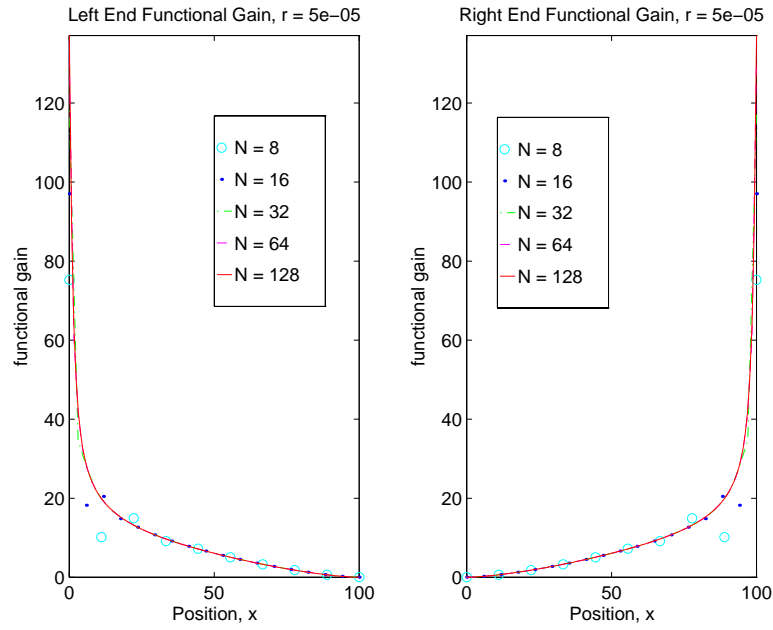 Left End Functional Gain, r = 5e−05
functional gain
120
100
80
60
40
20
0
N = 8
N = 16
N = 32
N = 64
N = 128
0
50
100
Position, x
Right End Functional Gain, r = 5e−05
functional gain
120
100
80
60
40
20
0
N = 8
N = 16
N = 32
N = 64
N = 128
0
50
100
Position, x